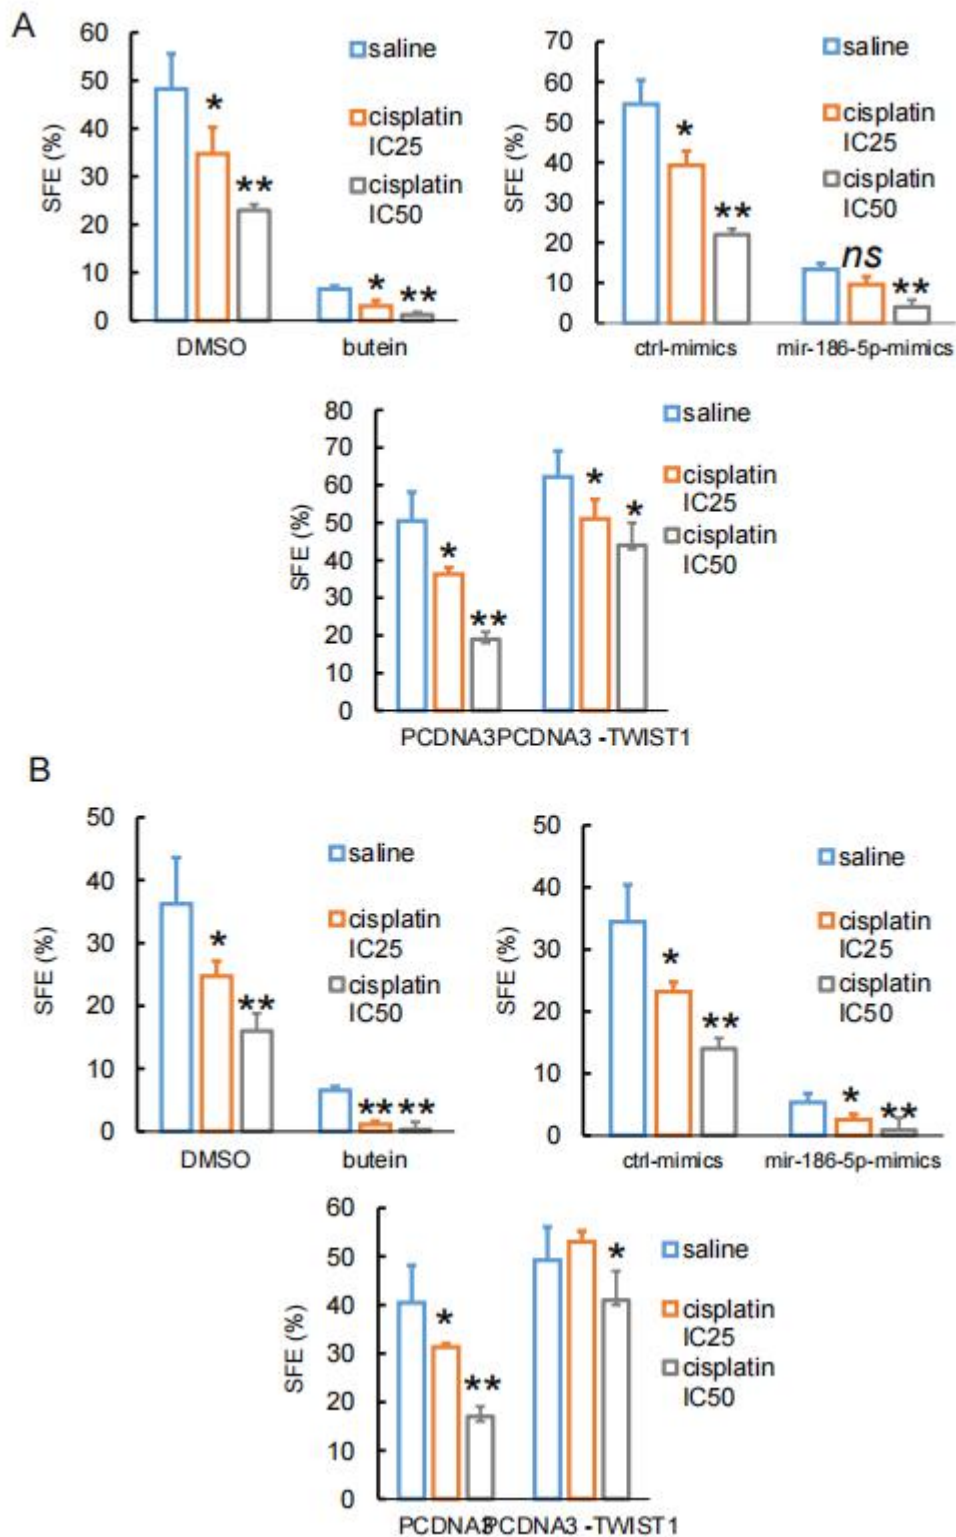 A
60
50
40
30
20
10
0
SFE (%)
saline
cisplatin
IC25
cisplatin
IC50
*
**
*
**
DMSO
butein
70
60
50
40
30
20
10
0
SFE (%)
saline
cisplatin
IC25
cisplatin
IC50
*
**
ns
**
ctrl-mimics
mir-186-5p-mimics
80
70
60
50
40
30
20
10
0
SFE (%)
saline
cisplatin
IC25
cisplatin
IC50
*
**
*
*
PCDNA3
PCDNA3 -TWIST1
B
50
40
30
20
10
0
SFE (%)
saline
cisplatin
IC25
cisplatin
IC50
*
**
**
**
DMSO
butein
50
40
30
20
10
0
SFE (%)
saline
cisplatin
IC25
cisplatin
IC50
*
**
*
**
ctrl-mimics
mir-186-5p-mimics
60
50
40
30
20
10
0
SFE (%)
saline
cisplatin
IC25
cisplatin
IC50
*
**
*
PCDNA3
PCDNA3 -TWIST1